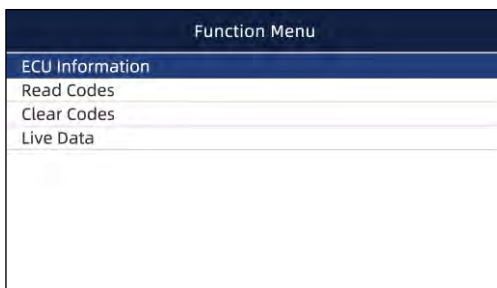 Function Menu
ECU Information
Read Codes
Clear Codes
Live Data